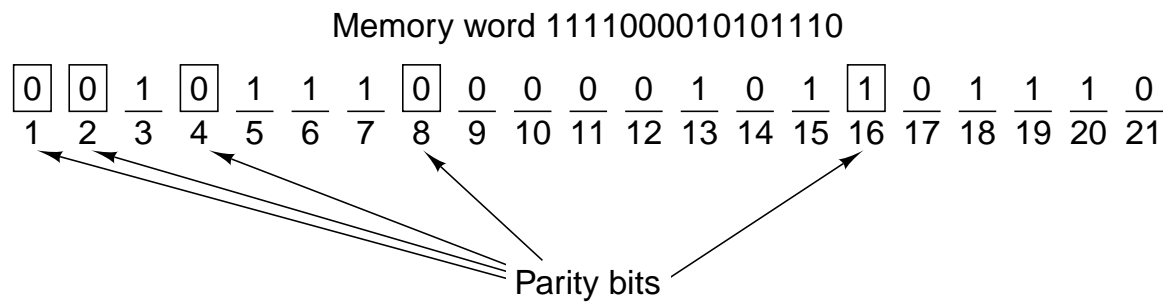 Memory word 1111000010101110
0 0 1 0 1 1 1 0 0 0 0 0 1 0 1 1 0 1 1 1 0
1 2 3 4 5 6 7 8 9 10 11 12 13 14 15 16 17 18 19 20 21
Parity bits